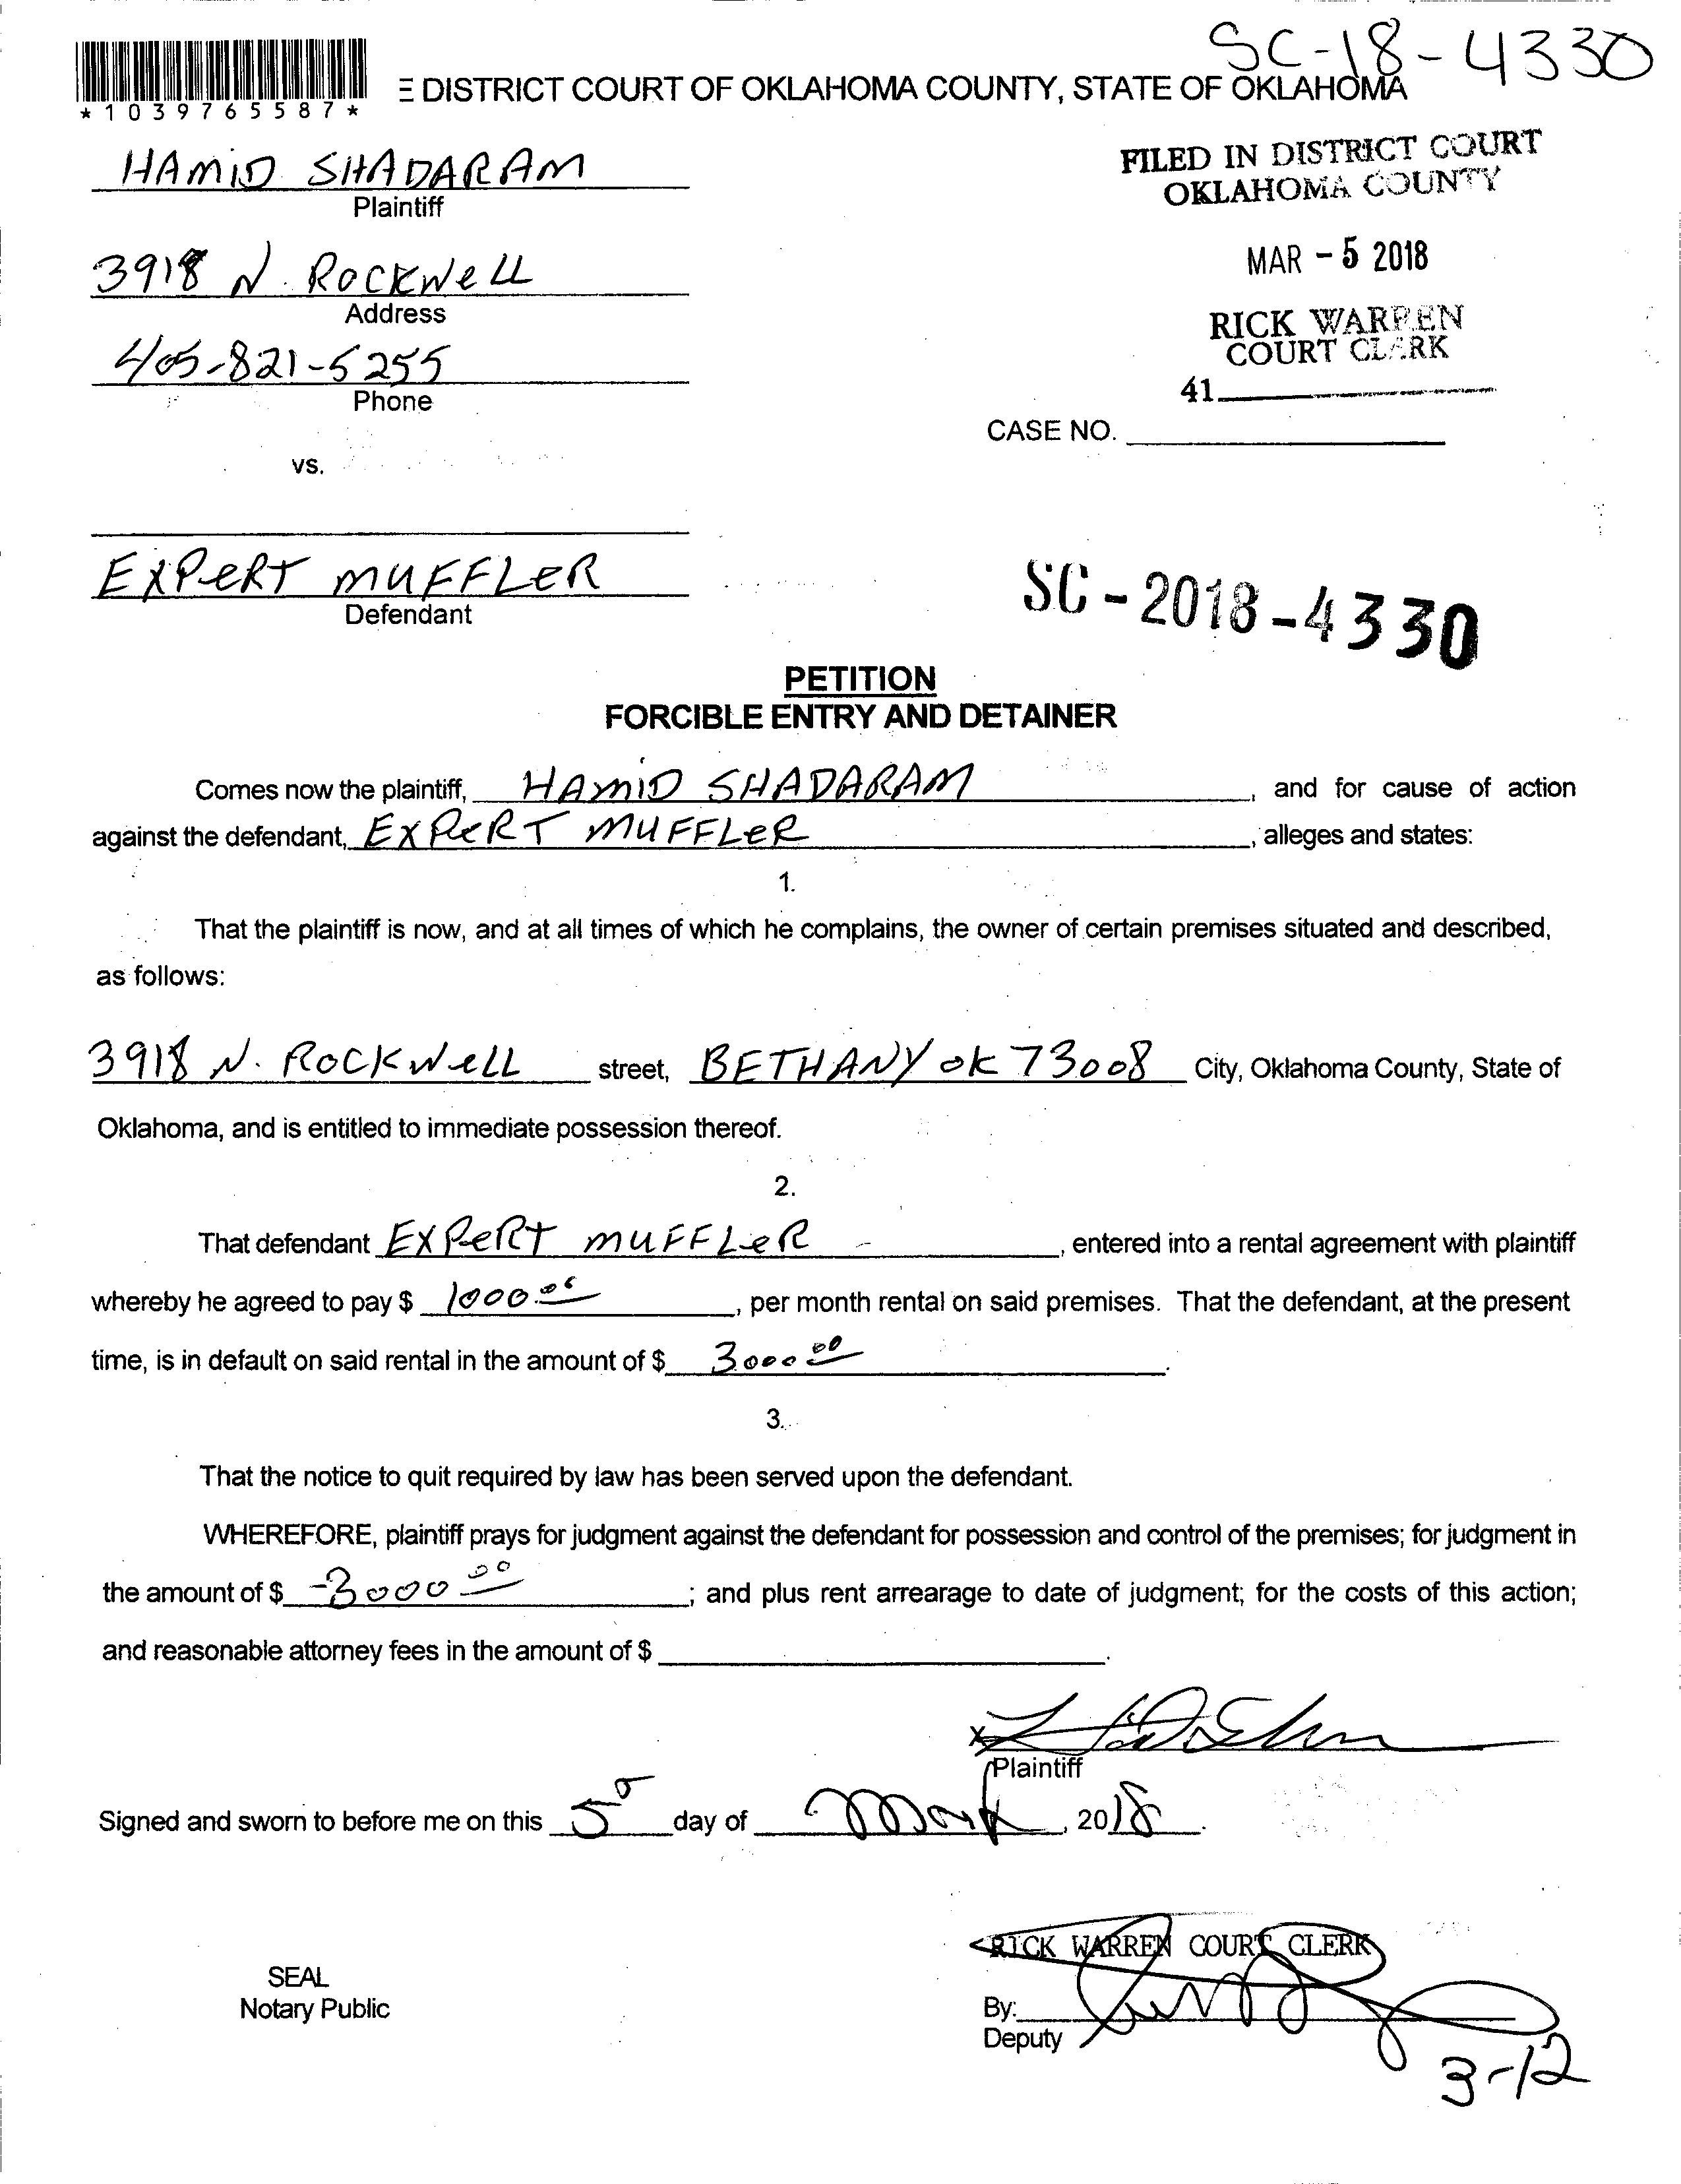 SC-18-4330
*1039765587*
E DISTRICT COURT OF OKLAHOMA COUNTY, STATE OF OKLAHOMA
HAMID SHADARAM
Plaintiff
FILED IN DISTRICT COURT
OKLAHOMA COUNTY
3918 N. ROCKWELL
Address
MAR - 5 2018
405-821-5255
Phone
RICK WARREN
COURT CLERK
41
CASE NO.
vs.
EXPERT MUFFLER
Defendant
SC - 2018 - 4330
PETITION
FORCIBLE ENTRY AND DETAINER
Comes now the plaintiff, HAMID SHADARAM, and for cause of action
against the defendant, EXPERT MUFFLER, alleges and states:
1.
That the plaintiff is now, and at all times of which he complains, the owner of certain premises situated and described,
as follows:
3918 N. ROCKWELL street, BETHANY OK 73008 City, Oklahoma County, State of
Oklahoma, and is entitled to immediate possession thereof.
2.
That defendant EXPERT MUFFLER, entered into a rental agreement with plaintiff
whereby he agreed to pay $ 1000.00, per month rental on said premises. That the defendant, at the present
time, is in default on said rental in the amount of $ 3000 00.
3.
That the notice to quit required by law has been served upon the defendant.
WHEREFORE, plaintiff prays for judgment against the defendant for possession and control of the premises; for judgment in
the amount of $ 3000 00; and plus rent arrearage to date of judgment; for the costs of this action;
and reasonable attorney fees in the amount of $.
x
Plaintiff
Signed and sworn to before me on this 5 day of March, 2018.
RICK WARREN COURT CLERK
SEAL
Notary Public
By:
Deputy
3-12